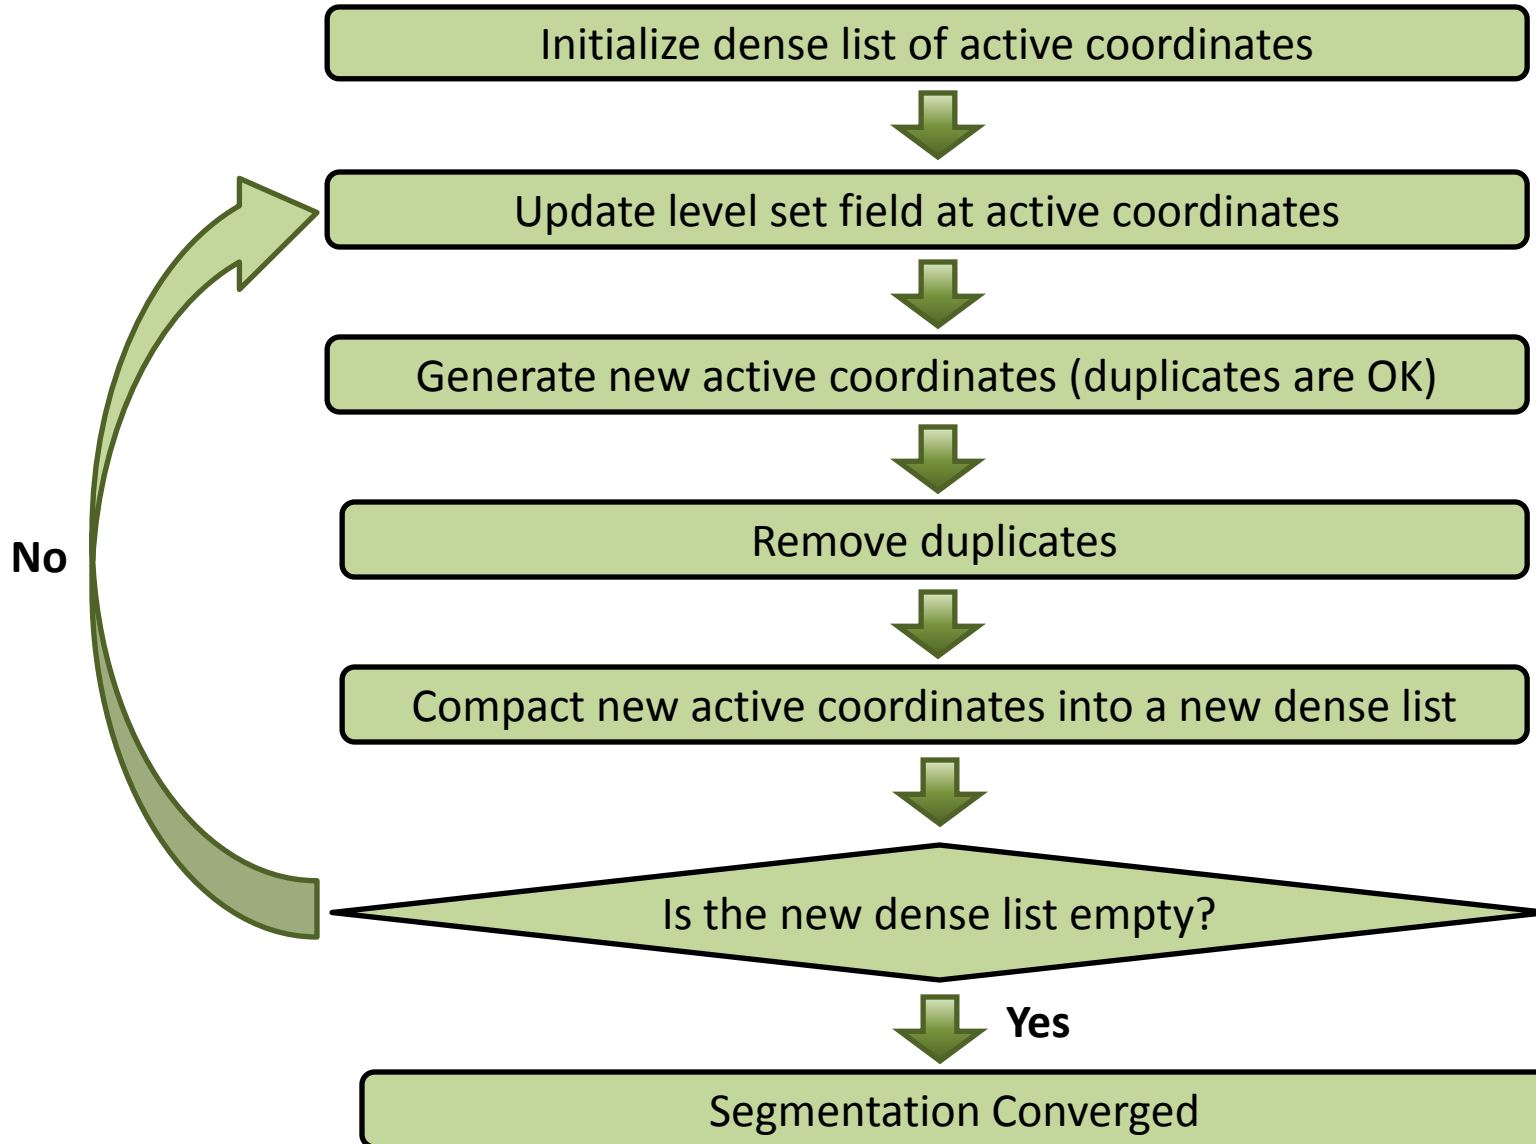 Initialize dense list of active coordinates
Update level set field at active coordinates
Generate new active coordinates (duplicates are OK)
Remove duplicates
No
Compact new active coordinates into a new dense list
Is the new dense list empty?
Yes
Segmentation Converged